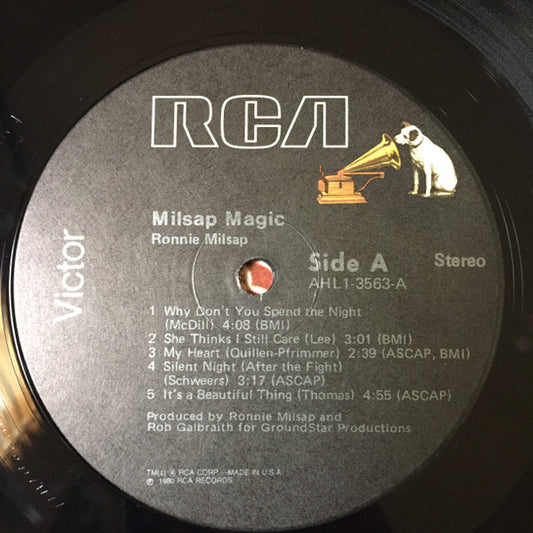 RCA
Victor
Milsap Magic
Ronnie Milsap
Side A
Stereo
AHL1-3563-A
1 Why Don't You Spend the Night
(McDill) 4:08 (BMI)
2 She Thinks I Still Care (Lee) 3:01 (BMI)
3 My Heart (Quillen-Pfrimmer) 2:39 (ASCAP, BMI)
4 Silent Night (After the Fight)
(Schweers) 3:17 (ASCAP)
5 It's a Beautiful Thing (Thomas) 4:55 (ASCAP)
Produced by Ronnie Milsap and
Rob Galbraith for GroundStar Productions
TM(s) ® RCA CORP.—MADE IN U.S.A.
℗ 1980 RCA RECORDS